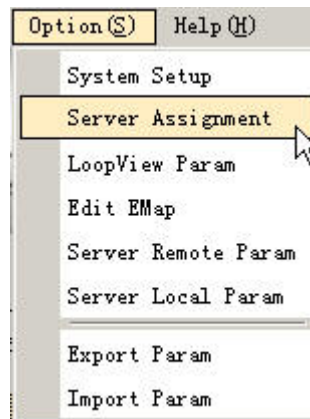 Option(S) Help(H)
System Setup
Server Assignment
LoopView Param
Edit EMap
Server Remote Param
Server Local Param
Export Param
Import Param